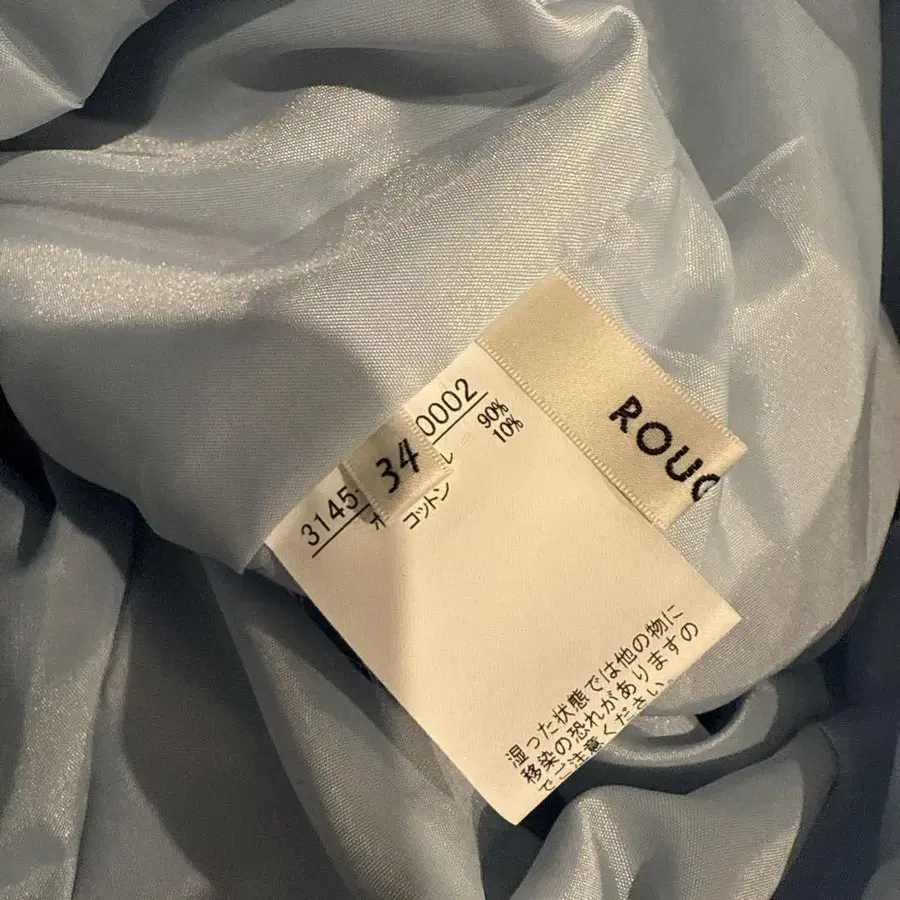 ROUG
34
3145
0002
90%
コットン 10%
湿った状態では他の物に
移染の恐れがありますの
でご注意ください。